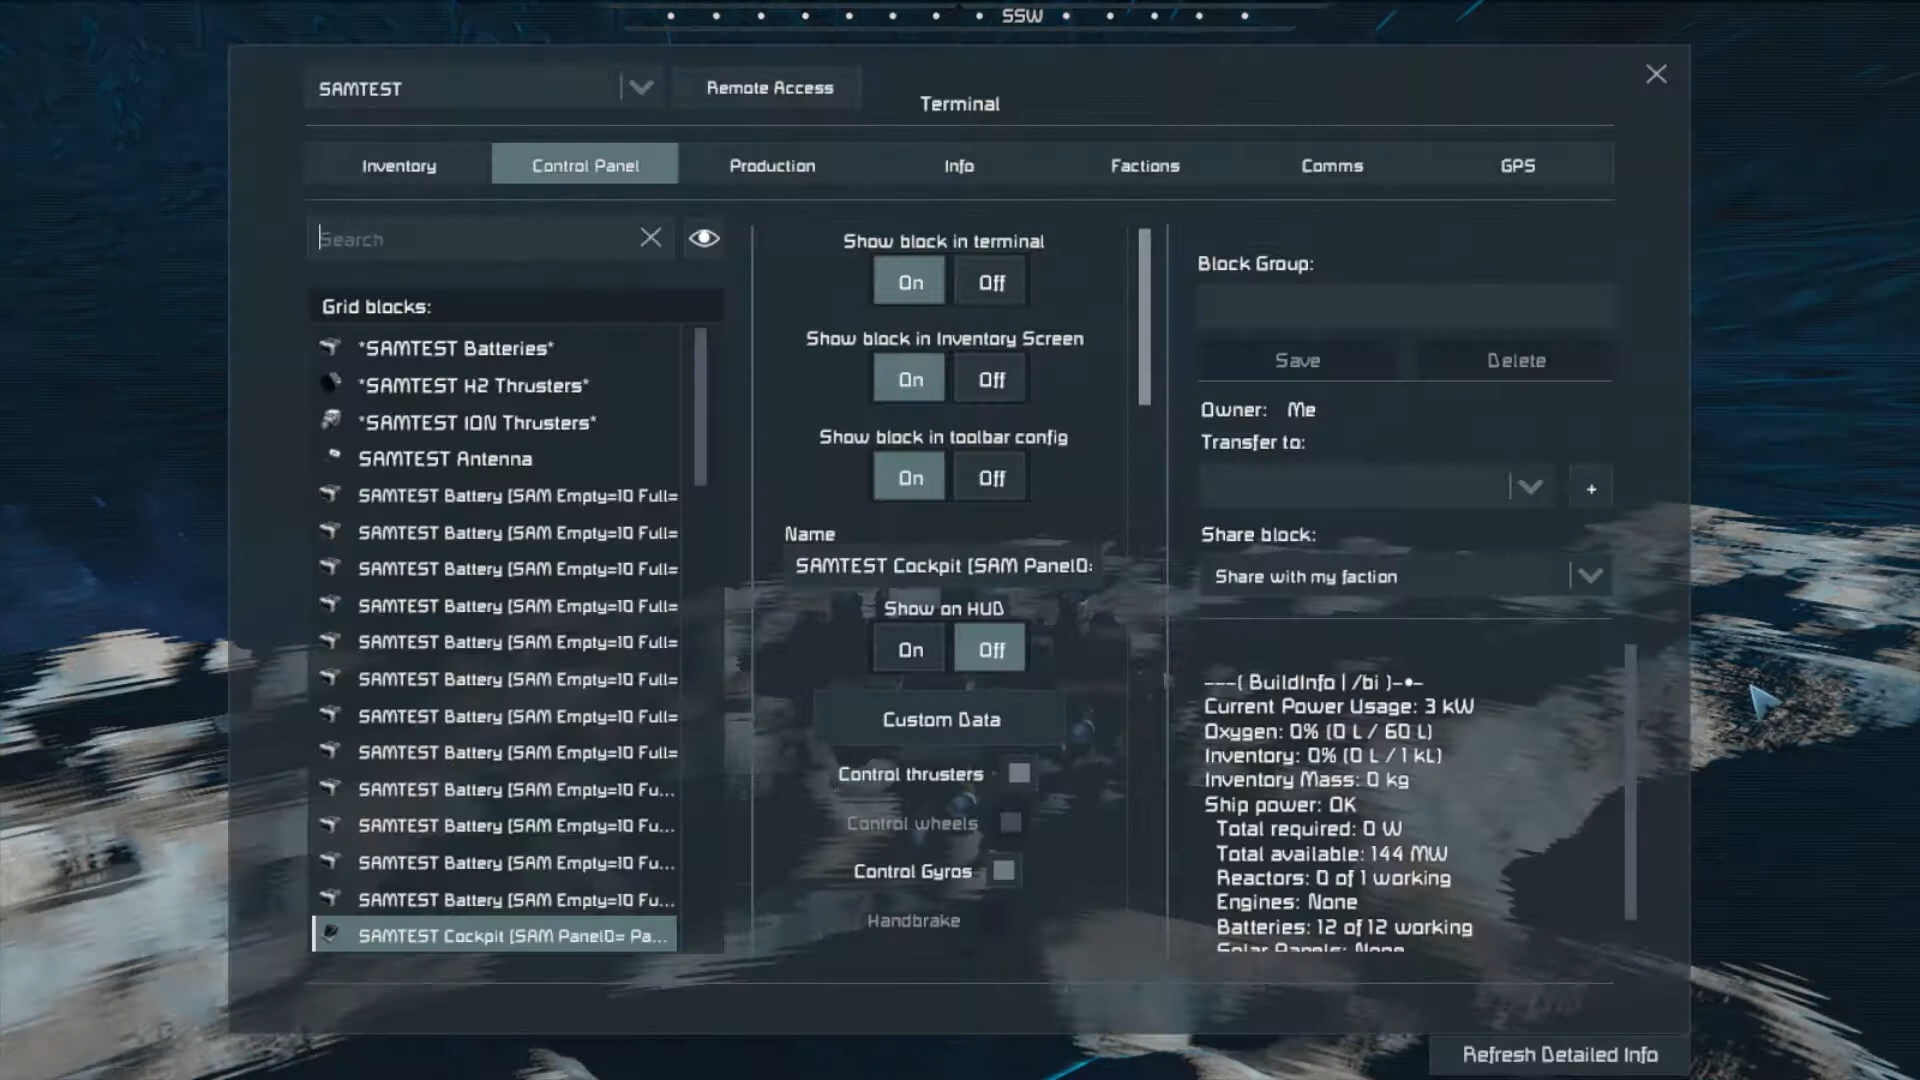 SSW
SAMTEST
Remote Access
Terminal
Inventory
Control Panel
Production
Info
Factions
Comms
GPS
Search
Grid blocks:
*SAMTEST Batteries*
*SAMTEST H2 Thrusters*
*SAMTEST ION Thrusters*
SAMTEST Antenna
SAMTEST Battery [SAM Empty=10 Full=
SAMTEST Battery [SAM Empty=10 Full=
SAMTEST Battery [SAM Empty=10 Full=
SAMTEST Battery [SAM Empty=10 Full=
SAMTEST Battery [SAM Empty=10 Full=
SAMTEST Battery [SAM Empty=10 Full=
SAMTEST Battery [SAM Empty=10 Full=
SAMTEST Battery [SAM Empty=10 Full=
SAMTEST Battery [SAM Empty=10 Fu...
SAMTEST Battery [SAM Empty=10 Fu...
SAMTEST Battery [SAM Empty=10 Fu...
SAMTEST Battery [SAM Empty=10 Fu...
SAMTEST Cockpit [SAM Panel0= Pa...
Show block in terminal
On Off
Show block in Inventory Screen
On Off
Show block in toolbar config
On Off
Name
SAMTEST Cockpit [SAM Panel0:
Show on HUD
On Off
Custom Data
Control thrusters
Control wheels
Control Gyros
Handbrake
Block Group:
Save
Delete
Owner: Me
Transfer to:
+
Share block:
Share with my faction
---( BuildInfo | /bi )-•-
Current Power Usage: 3 kW
Oxygen: 0% (0 L / 60 L)
Inventory: 0% (0 L / 1 kL)
Inventory Mass: 0 kg
Ship power: OK
Total required: 0 W
Total available: 144 MW
Reactors: 0 of 1 working
Engines: None
Batteries: 12 of 12 working
Solar Panels: None
Refresh Detailed Info